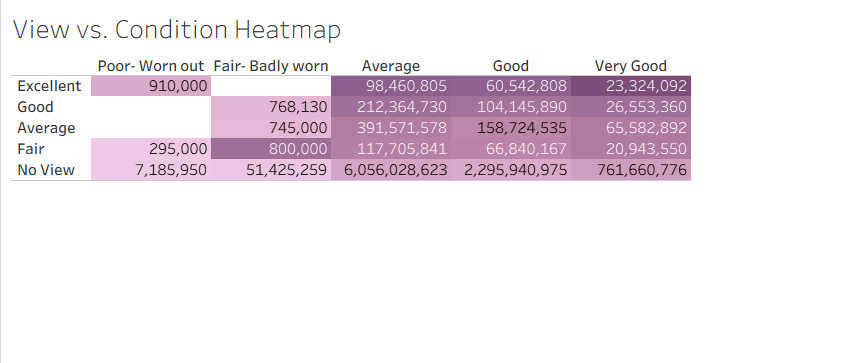 View vs. Condition Heatmap
Poor- Worn out Fair- Badly worn Average Good Very Good
Excellent 910,000 98,460,805 60,542,808 23,324,092
Good 768,130 212,364,730 104,145,890 26,553,360
Average 745,000 391,571,578 158,724,535 65,582,892
Fair 295,000 800,000 117,705,841 66,840,167 20,943,550
No View 7,185,950 51,425,259 6,056,028,623 2,295,940,975 761,660,776